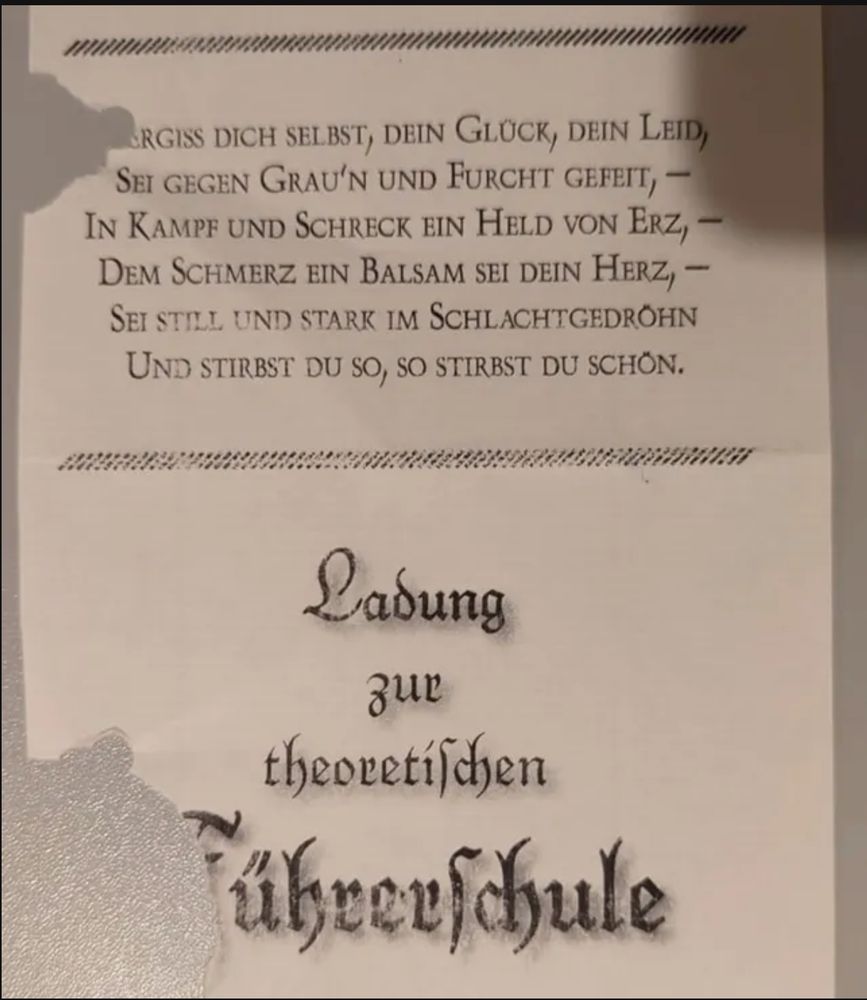 ERGISS DICH SELBST, DEIN GLÜCK, DEIN LEID,
SEI GEGEN GRAU'N UND FURCHT GEFEIT, —
IN KAMPF UND SCHRECK EIN HELD VON ERZ, —
DEM SCHMERZ EIN BALSAM SEI DEIN HERZ, —
SEI STILL UND STARK IM SCHLACHTGEDRÖHN
UND STIRBST DU SO, SO STIRBST DU SCHÖN.
Ladung
zur
theoretiſchen
Führerſchule